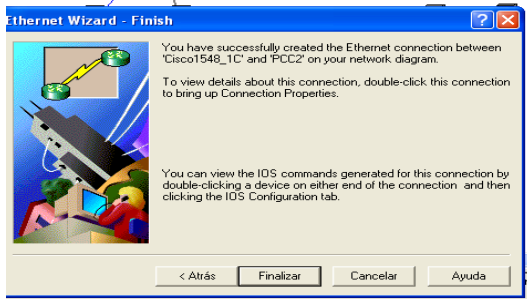 Ethernet Wizard - Finish
You have successfully created the Ethernet connection between
'Cisco1548_1C' and 'PCC2' on your network diagram.
To view details about this connection, double-click this connection
to bring up Connection Properties.
You can view the IOS commands generated for this connection by
double-clicking a device on either end of the connection and then
clicking the IOS Configuration tab.
< Atrás Finalizar Cancelar Ayuda